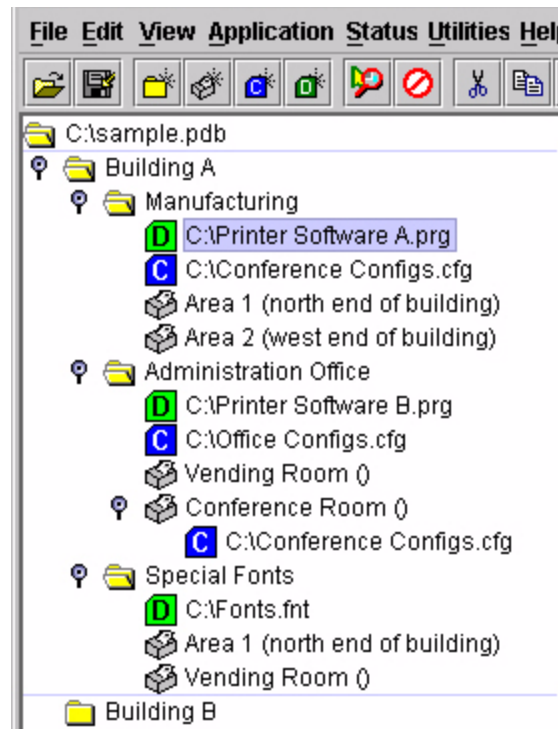 File Edit View Application Status Utilities Help
C D
C:\sample.pdb
Building A
Manufacturing
D C:\Printer Software A.prg
C C:\Conference Configs.cfg
Area 1 (north end of building)
Area 2 (west end of building)
Administration Office
D C:\Printer Software B.prg
C C:\Office Configs.cfg
Vending Room ()
Conference Room ()
C C:\Conference Configs.cfg
Special Fonts
D C:\Fonts.fnt
Area 1 (north end of building)
Vending Room ()
Building B